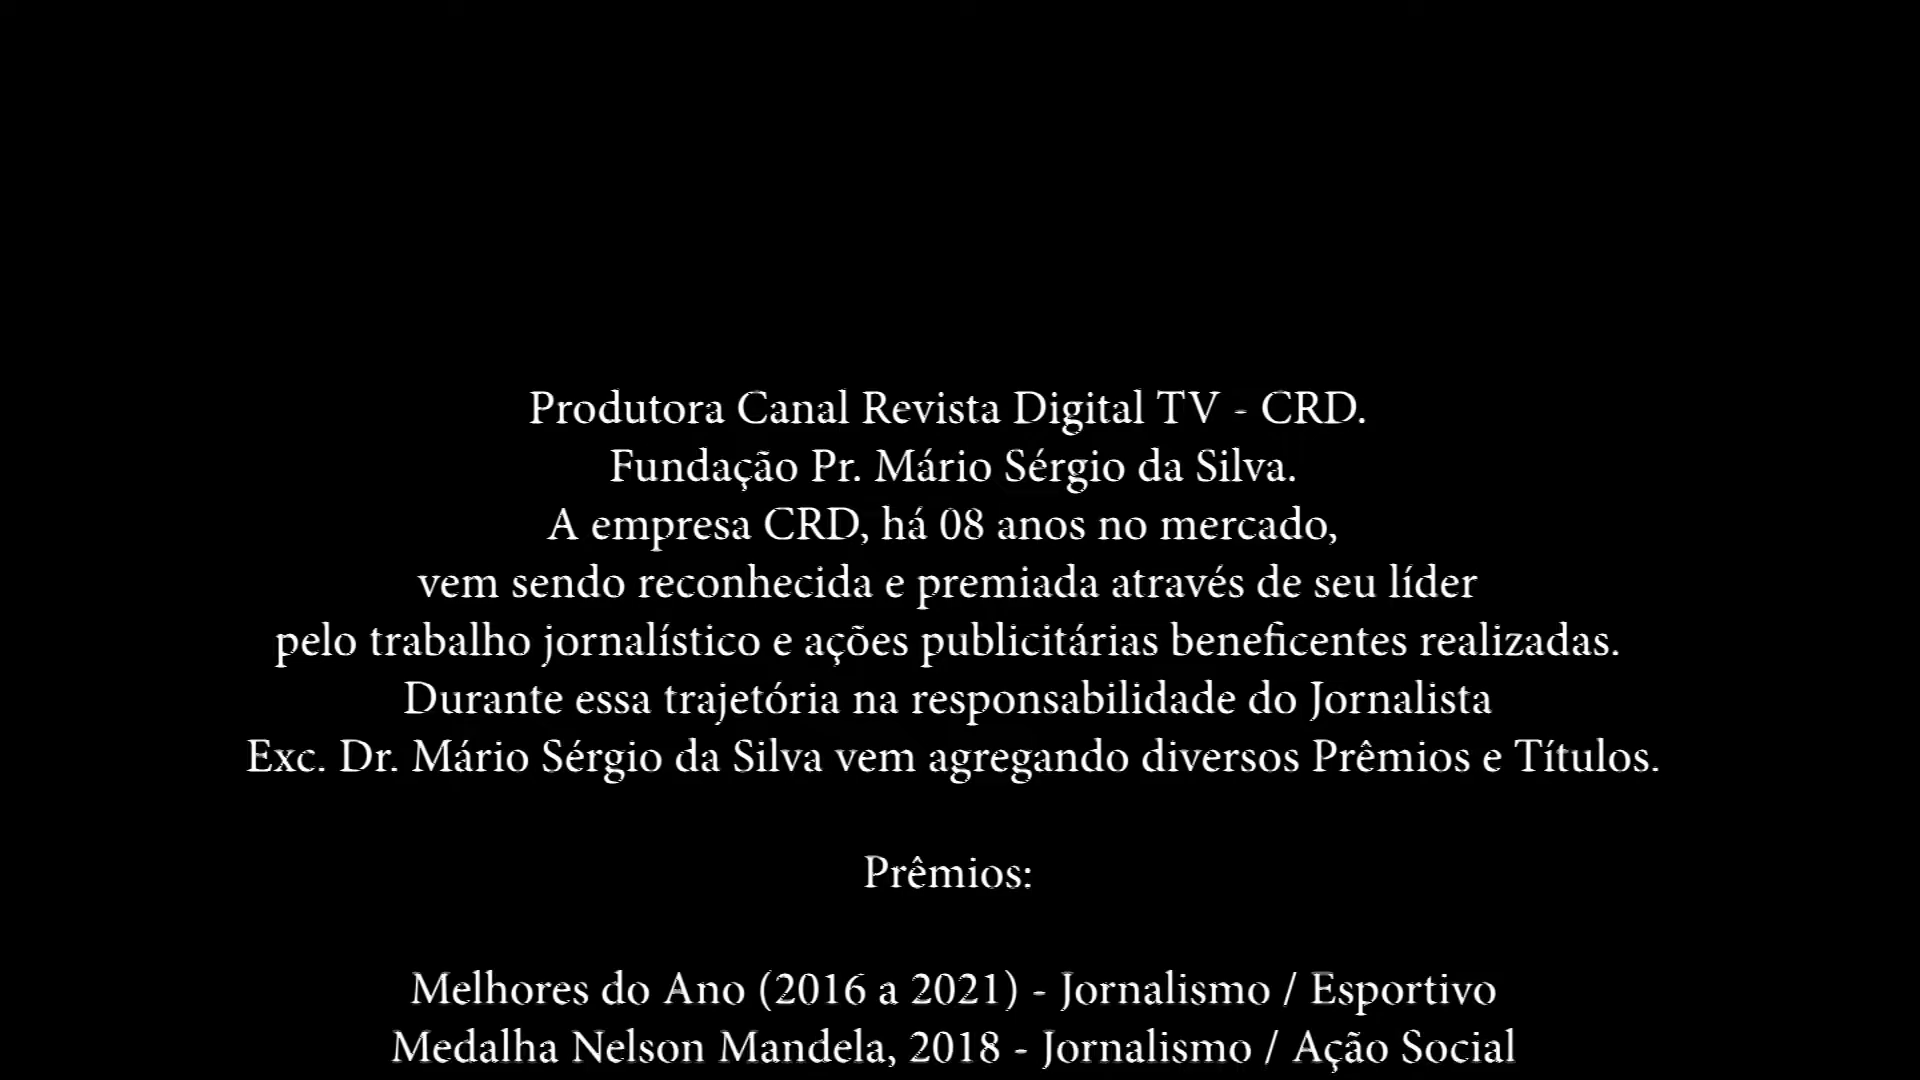 Produtora Canal Revista Digital TV - CRD.
Fundação Pr. Mário Sérgio da Silva.
A empresa CRD, há 08 anos no mercado,
vem sendo reconhecida e premiada através de seu líder
pelo trabalho jornalístico e ações publicitárias beneficentes realizadas.
Durante essa trajetória na responsabilidade do Jornalista
Exc. Dr. Mário Sérgio da Silva vem agregando diversos Prêmios e Títulos.
Prêmios:
Melhores do Ano (2016 a 2021) - Jornalismo / Esportivo
Medalha Nelson Mandela, 2018 - Jornalismo / Ação Social